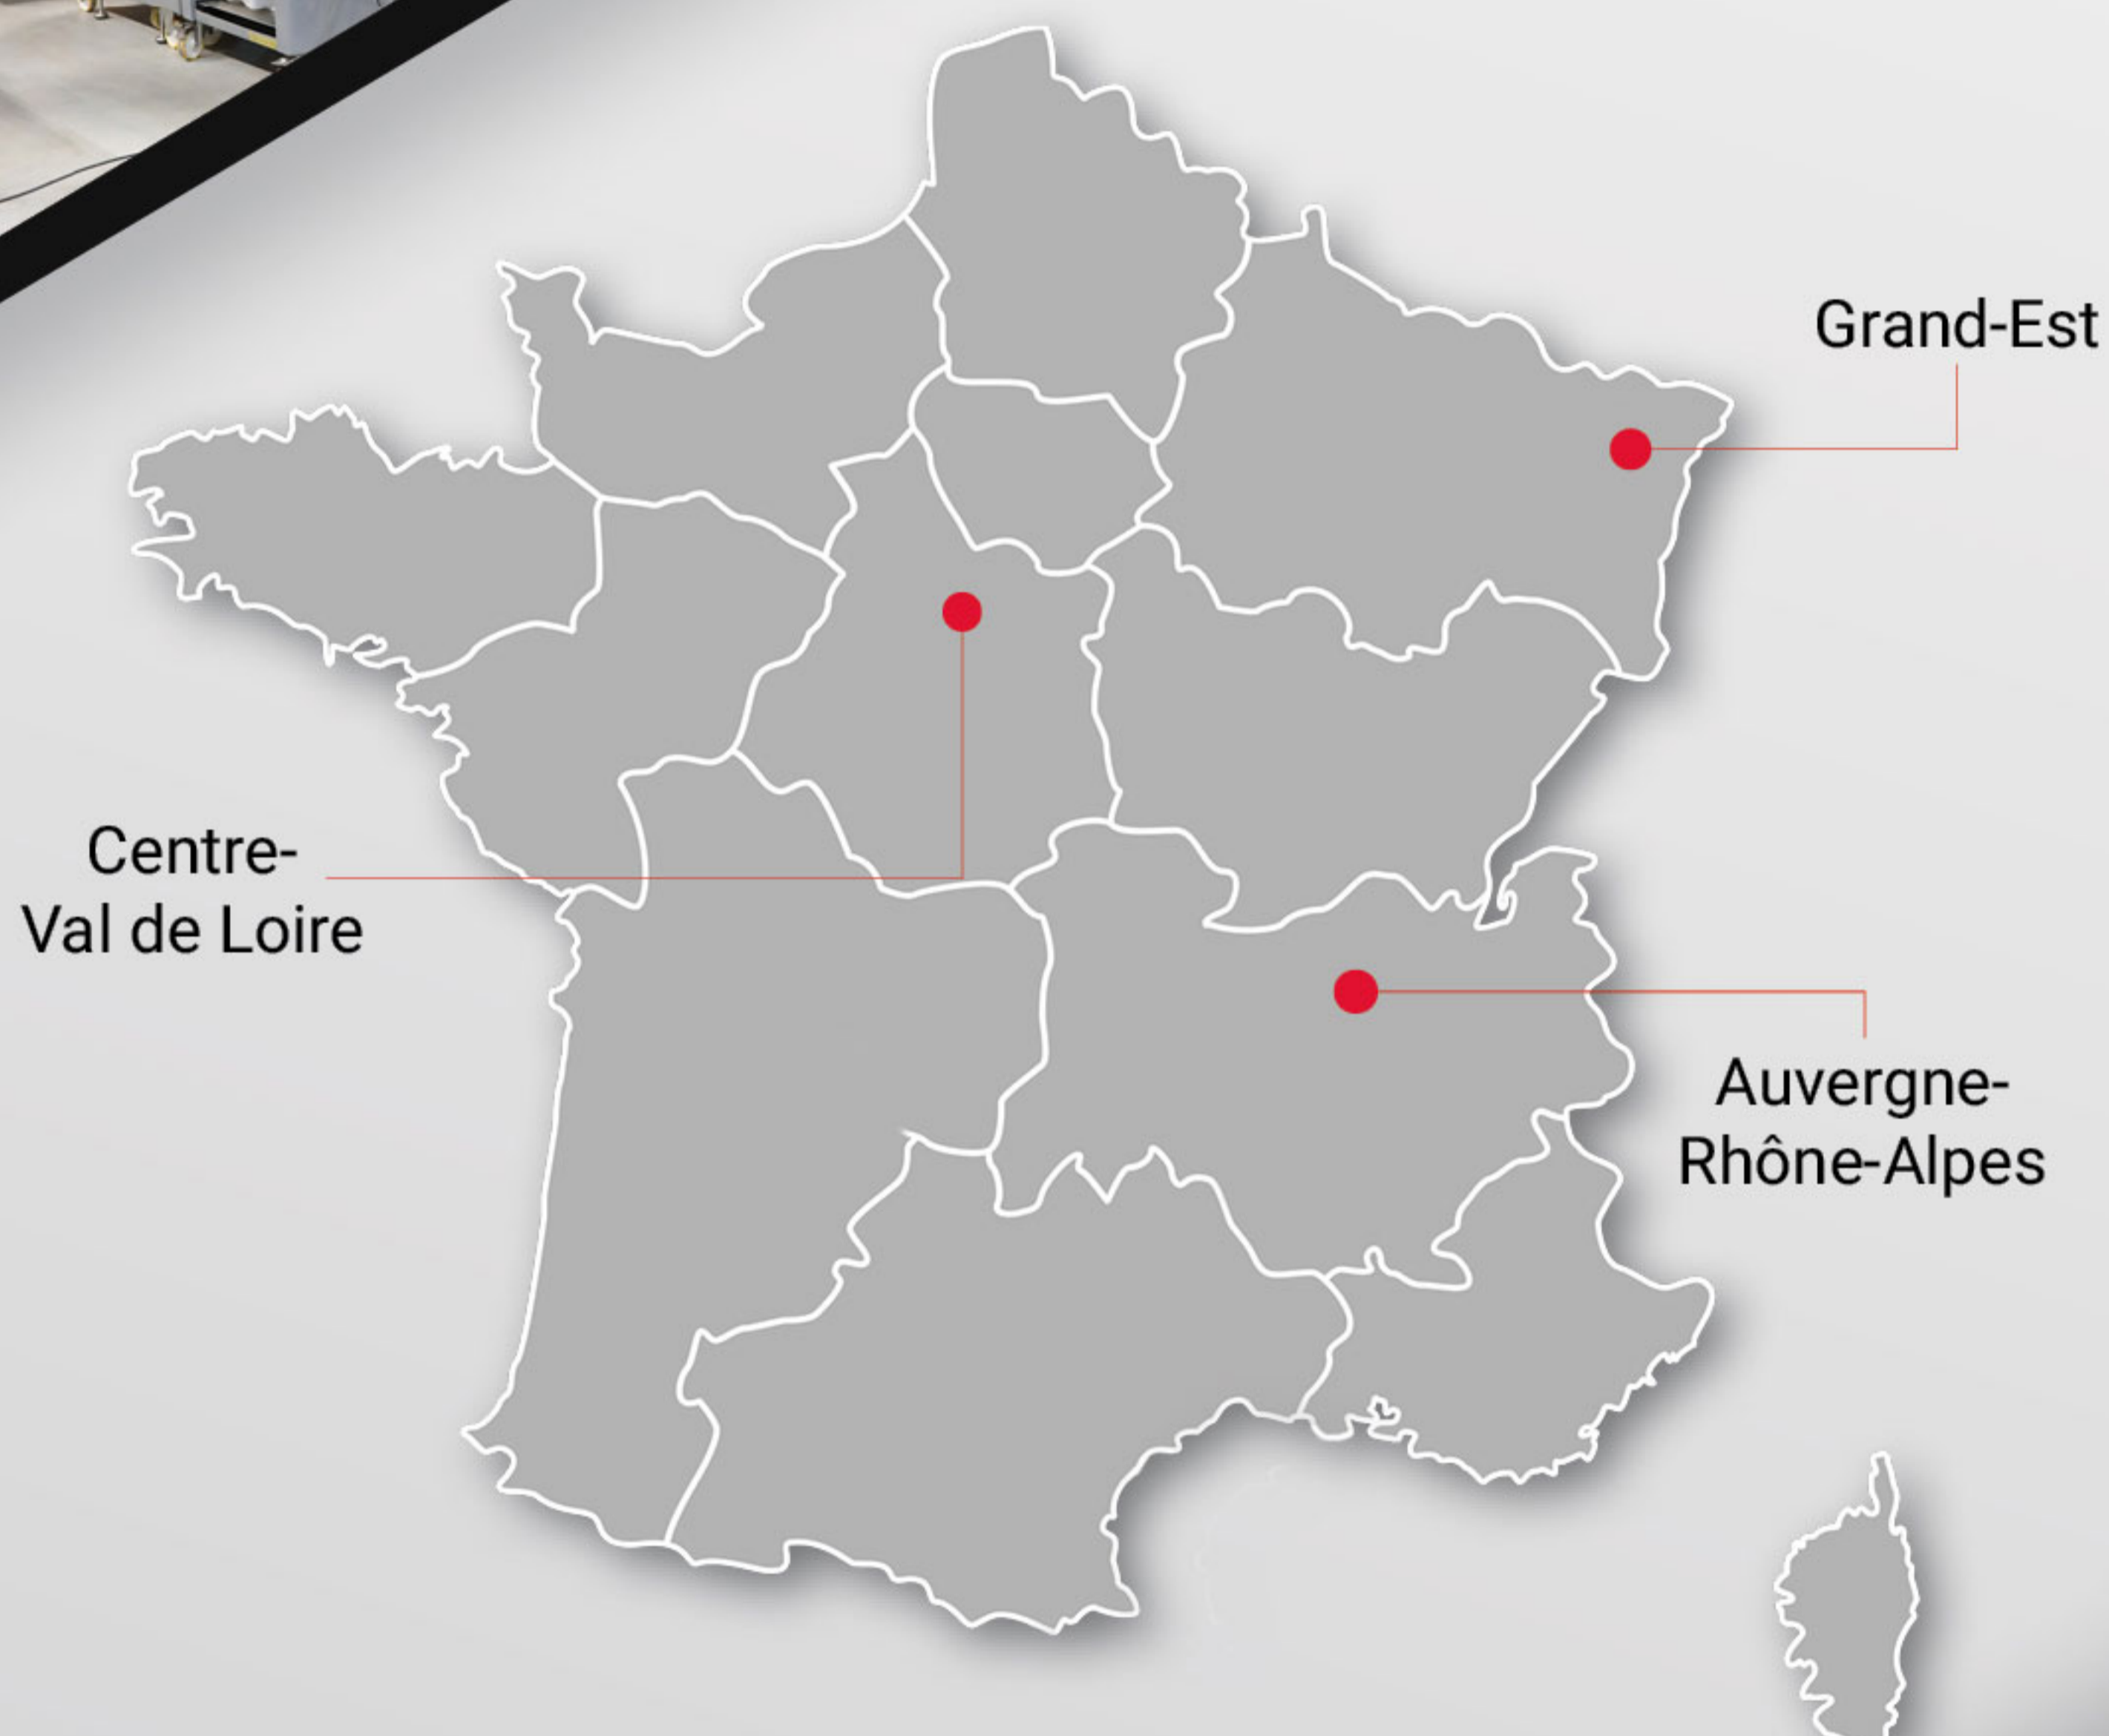 Grand-Est
Centre-
Val de Loire
Auvergne-
Rhône-Alpes